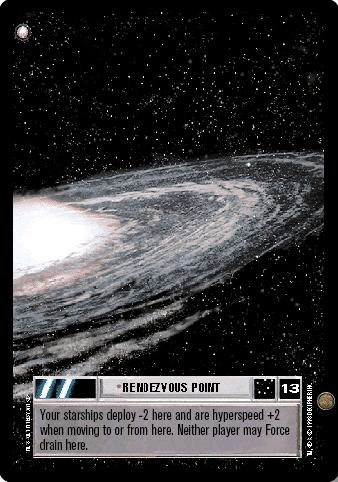 •RENDEZVOUS POINT
13
Your starships deploy -2 here and are hyperspeed +2
when moving to or from here. Neither player may Force
drain here.